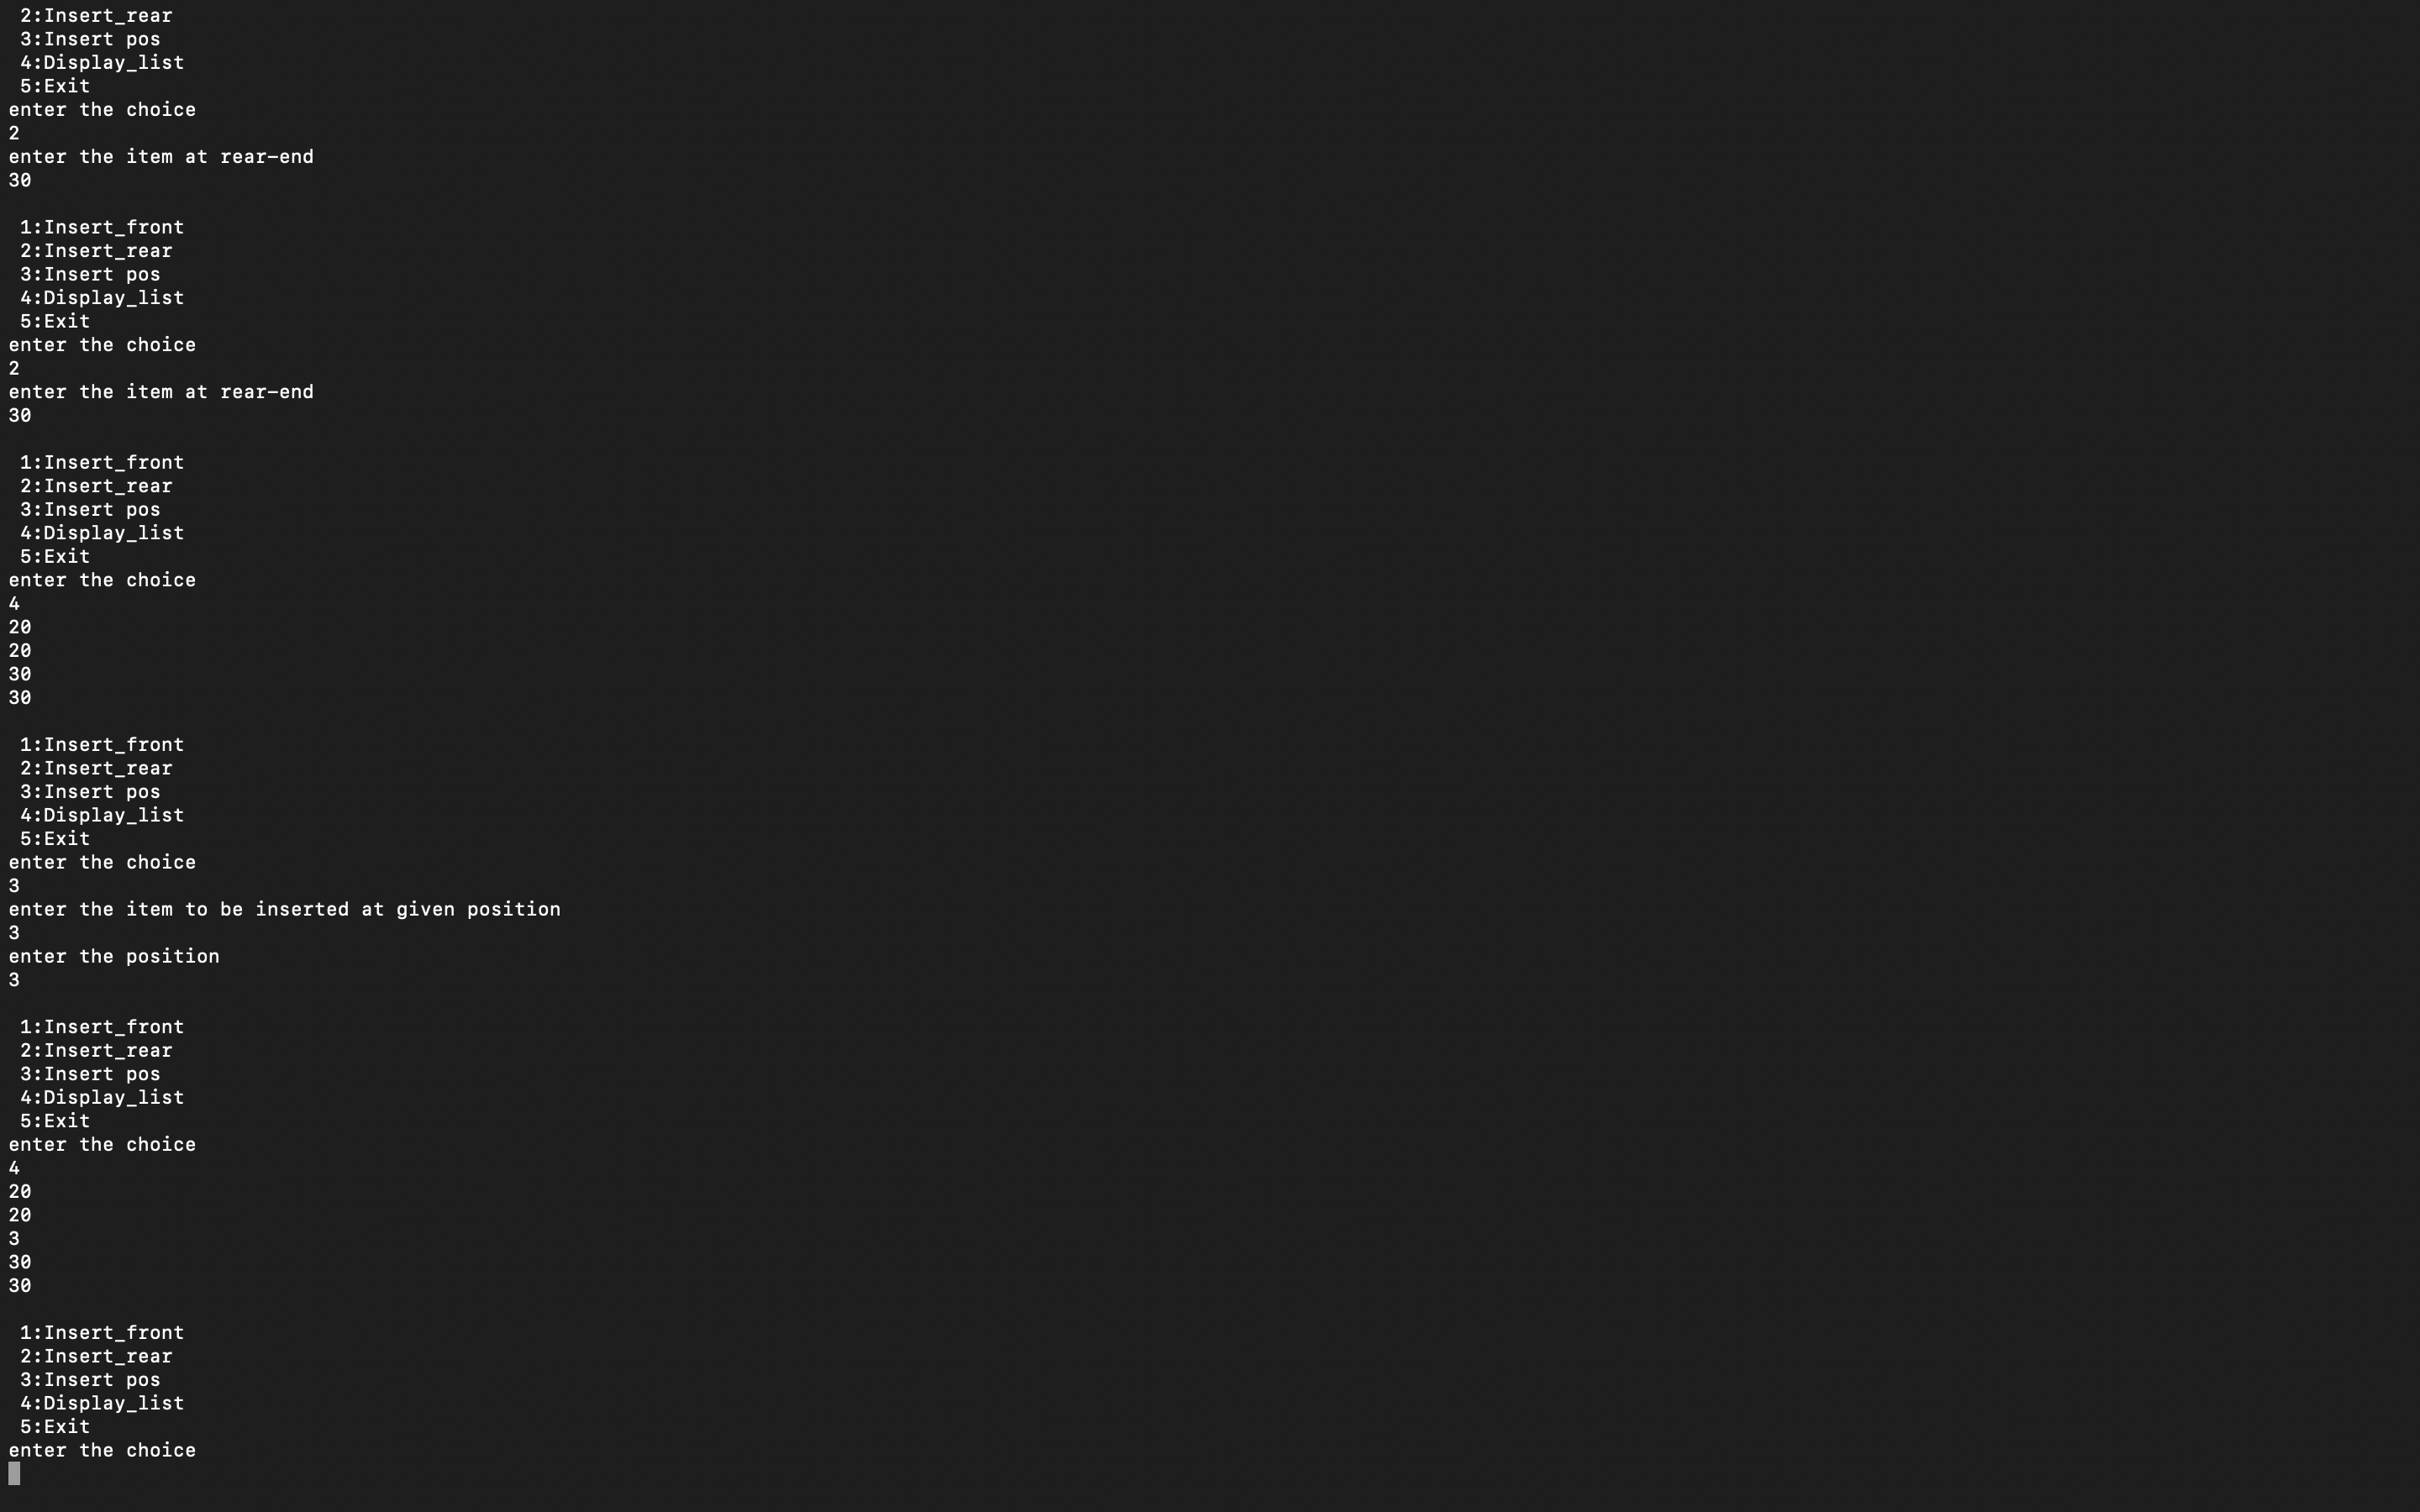 2:Insert_rear
3:Insert pos
4:Display_list
5:Exit
enter the choice
2
enter the item at rear-end
30
1:Insert_front
2:Insert_rear
3:Insert pos
4:Display_list
5:Exit
enter the choice
2
enter the item at rear-end
30
1:Insert_front
2:Insert_rear
3:Insert pos
4:Display_list
5:Exit
enter the choice
4
20
20
30
30
1:Insert_front
2:Insert_rear
3:Insert pos
4:Display_list
5:Exit
enter the choice
3
enter the item to be inserted at given position
3
enter the position
3
1:Insert_front
2:Insert_rear
3:Insert pos
4:Display_list
5:Exit
enter the choice
4
20
20
3
30
30
1:Insert_front
2:Insert_rear
3:Insert pos
4:Display_list
5:Exit
enter the choice